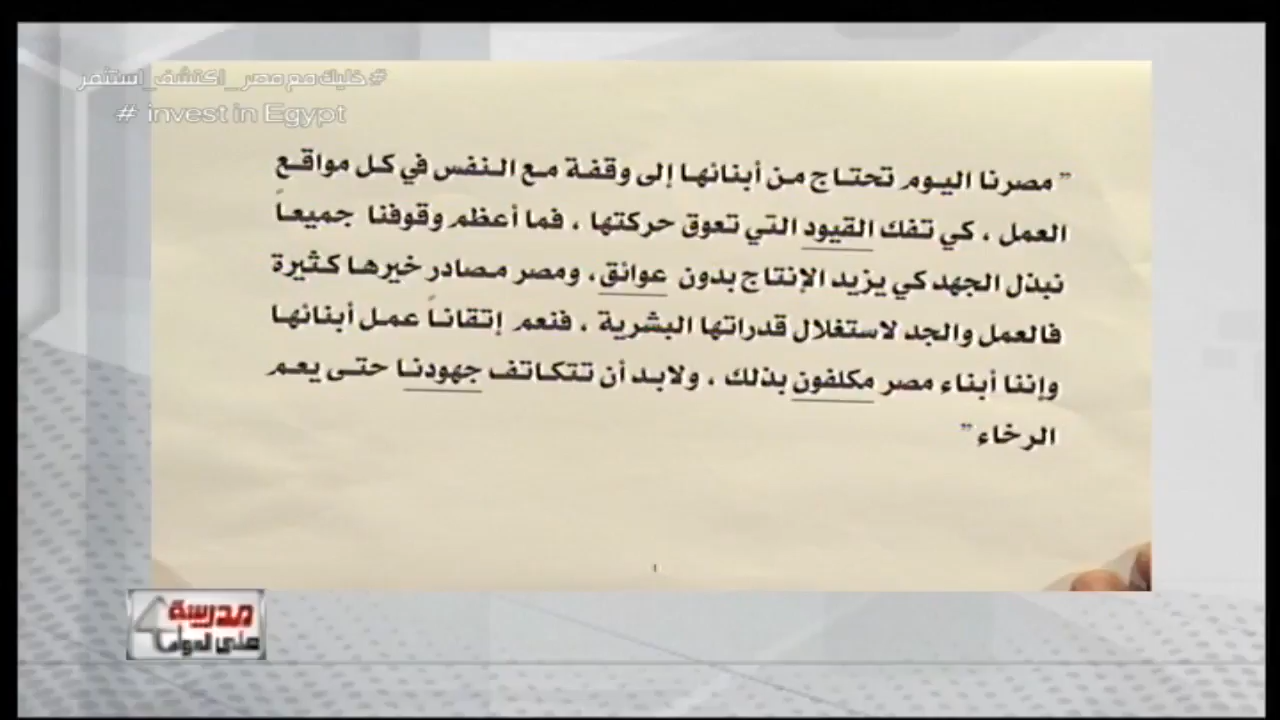 #خليك_مع_مصر_اكتشف_استثمر
# invest in Egypt
" مصرنا اليوم تحتاج من أبنائها إلى وقفة مع النفس في كل مواقع
العمل ، كي تفك القيود التي تعوق حركتها ، فما أعظم وقوفنا جميعاً
نبذل الجهد كي يزيد الإنتاج بدون عوائق ، ومصر مصادر خيرها كثيرة
فالعمل والجد لاستغلال قدراتها البشرية ، فنعم إتقاناً عمل أبنائها
وإننا أبناء مصر مكلفون بذلك ، ولابد أن تتكاتف جهودنا حتى يعم
الرخاء "
١
مدرسة
على الهواء